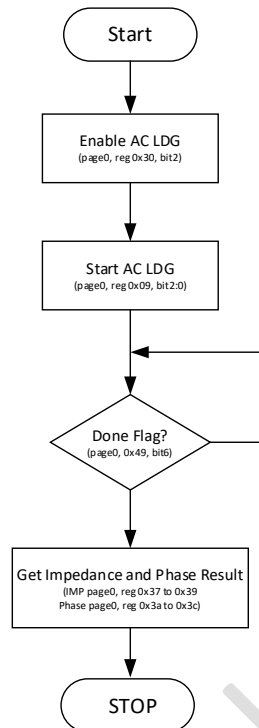 Start
Enable AC LDG
(page0, reg 0x30, bit2)
Start AC LDG
(page0, reg 0x09, bit2:0)
Done Flag?
(page0, 0x49, bit6)
Get Impedance and Phase Result
(IMP page0, reg 0x37 to 0x39
Phase page0, reg 0x3a to 0x3c)
STOP